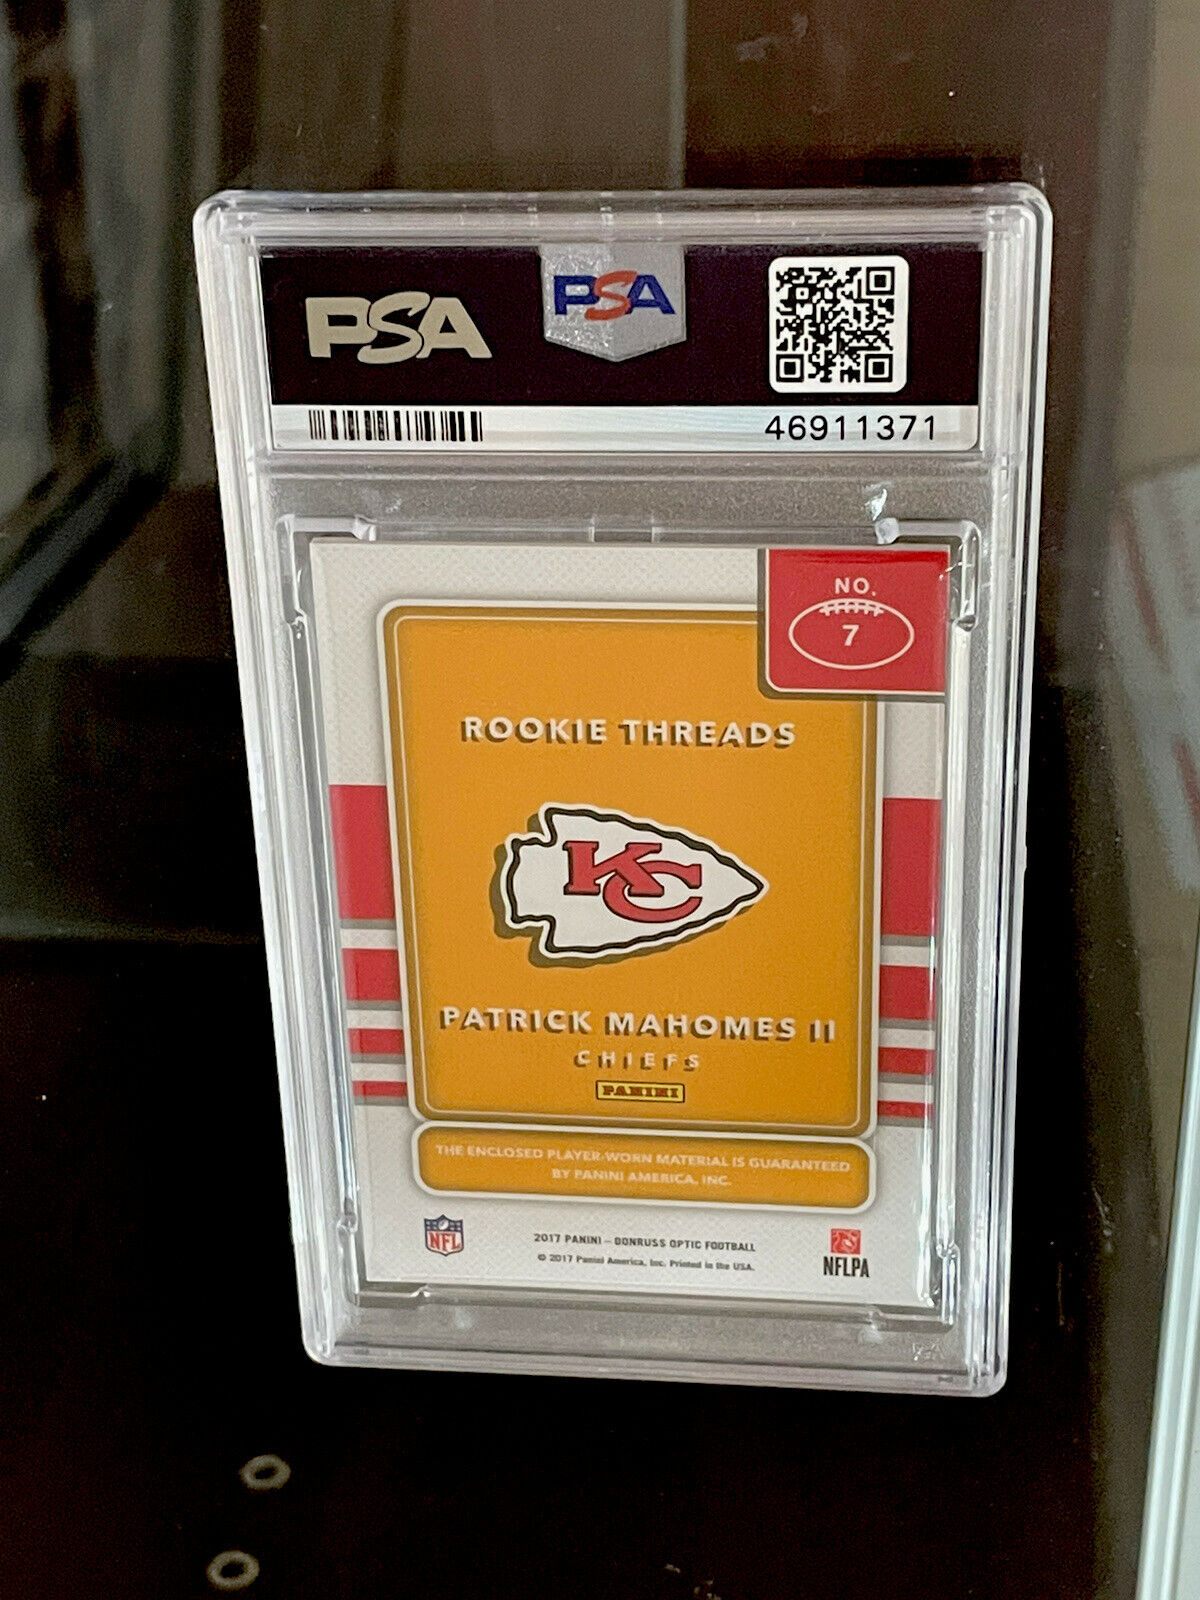 PSA
PSA
46911371
NO.
7
ROOKIE THREADS
KC
PATRICK MAHOMES II
CHIEFS
PANINI
THE ENCLOSED PLAYER-WORN MATERIAL IS GUARANTEED
BY PANINI AMERICA, INC.
NFL
2017 PANINI – DONRUSS OPTIC FOOTBALL
© 2017 Panini America, Inc. Printed in the USA.
NFLPA
PSA